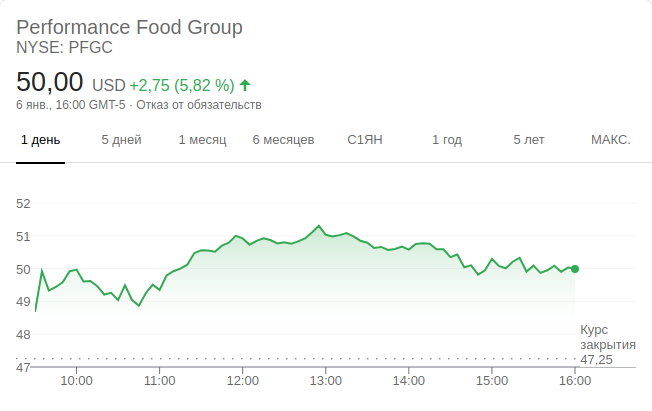 Performance Food Group
NYSE: PFGC
50,00 USD +2,75 (5,82 %)
6 янв., 16:00 GMT-5 · Отказ от обязательств
1 день 5 дней 1 месяц 6 месяцев С1ЯН 1 год 5 лет МАКС.
52
51
50
49
48
47
Курс
закрытия
47,25
10:00 11:00 12:00 13:00 14:00 15:00 16:00